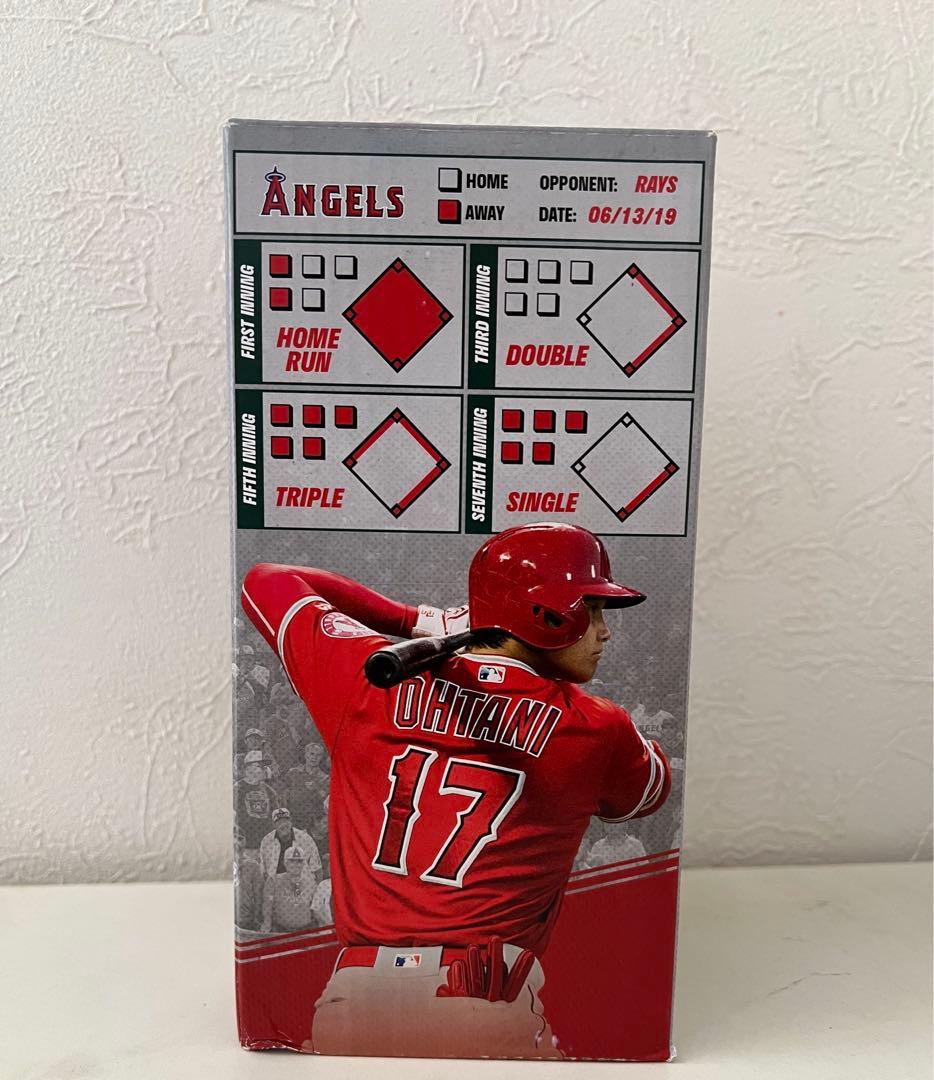 ANGELS
HOME
AWAY
OPPONENT: RAYS
DATE: 06/13/19
FIRST INNING
HOME
RUN
THIRD INNING
DOUBLE
FIFTH INNING
TRIPLE
SEVENTH INNING
SINGLE
OHTANI
17